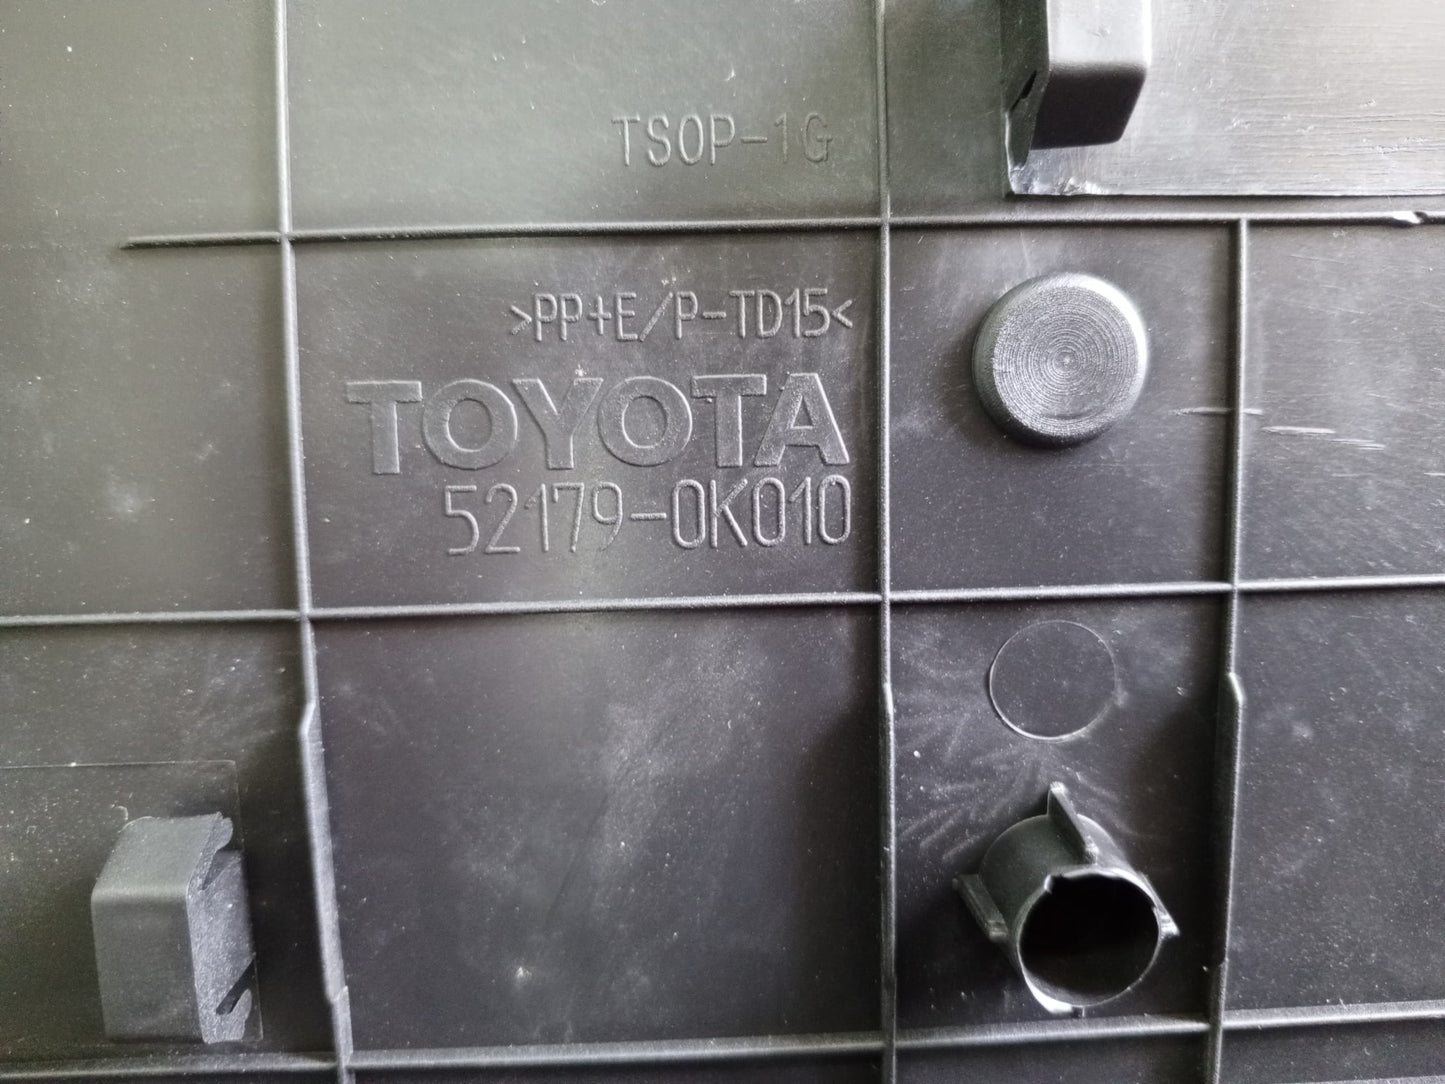 TSOP-1G
>PP+E/P-TD15<
TOYOTA
52179-0K010